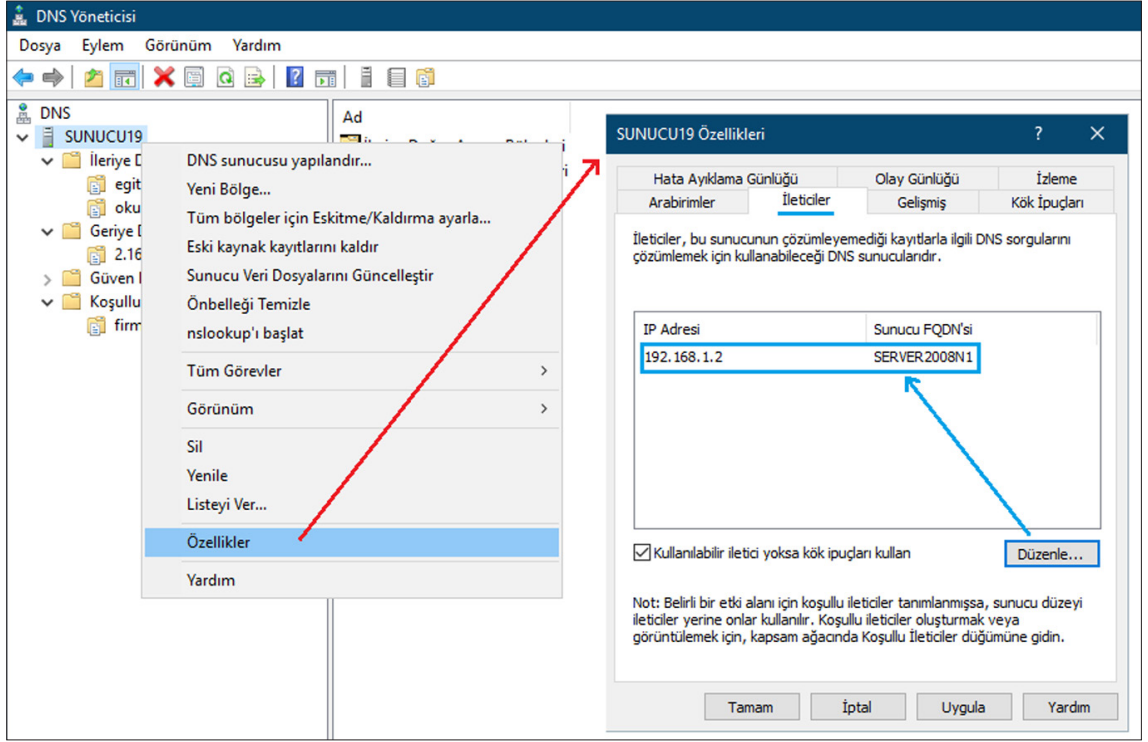 DNS Yöneticisi
Dosya Eylem Görünüm Yardım
DNS
SUNUCU19
İleriye
egit
oku
Geriye
2.16
Güven
Koşullu
firm
Ad
DNS sunucusu yapılandır...
Yeni Bölge...
Tüm bölgeler için Eskitme/Kaldırma ayarla...
Eski kaynak kayıtlarını kaldır
Sunucu Veri Dosyalarını Güncelleştir
Önbelleği Temizle
nslookup'ı başlat
Tüm Görevler
Görünüm
Sil
Yenile
Listeyi Ver...
Özellikler
Yardım
SUNUCU19 Özellikleri
Hata Ayıklama Günlüğü Olay Günlüğü İzleme
Arabirimler İleticiler Gelişmiş Kök İpuçları
İleticiler, bu sunucunun çözümleyemediği kayıtlarla ilgili DNS sorgularını
çözümlemek için kullanabileceği DNS sunucularıdır.
IP Adresi Sunucu FQDN'si
192.168.1.2 SERVER2008N1
Kullanılabilir iletici yoksa kök ipuçları kullan
Düzenle...
Not: Belirli bir etki alanı için koşullu ileticiler tanımlanmışsa, sunucu düzeyi
ileticiler yerine onlar kullanılır. Koşullu ileticiler oluşturmak veya
görüntülemek için, kapsam ağacında Koşullu İleticiler düğümüne gidin.
Tamam İptal Uygula Yardım